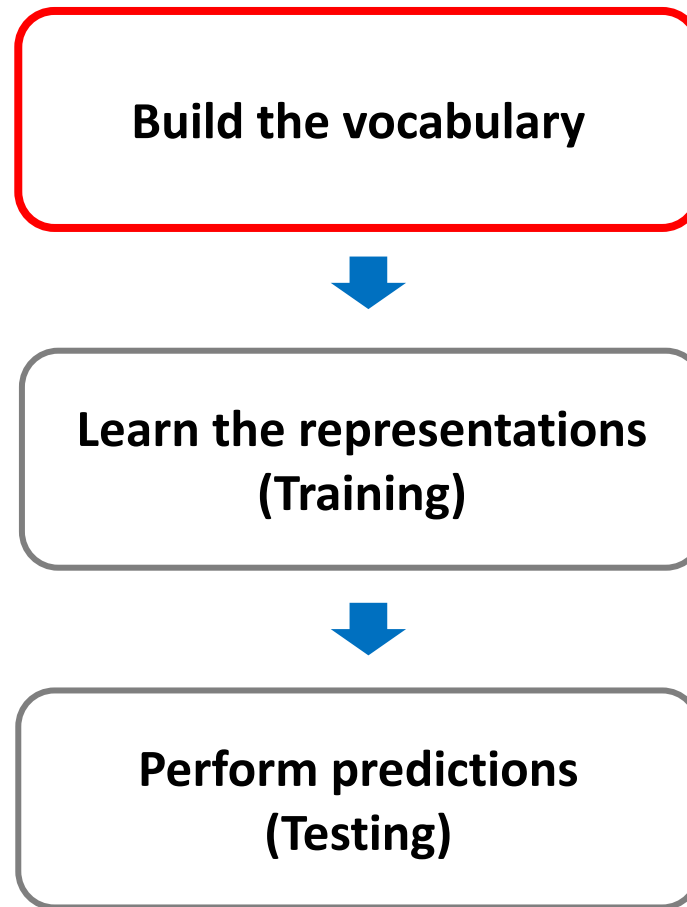 Build the vocabulary
Learn the representations
(Training)
Perform predictions
(Testing)